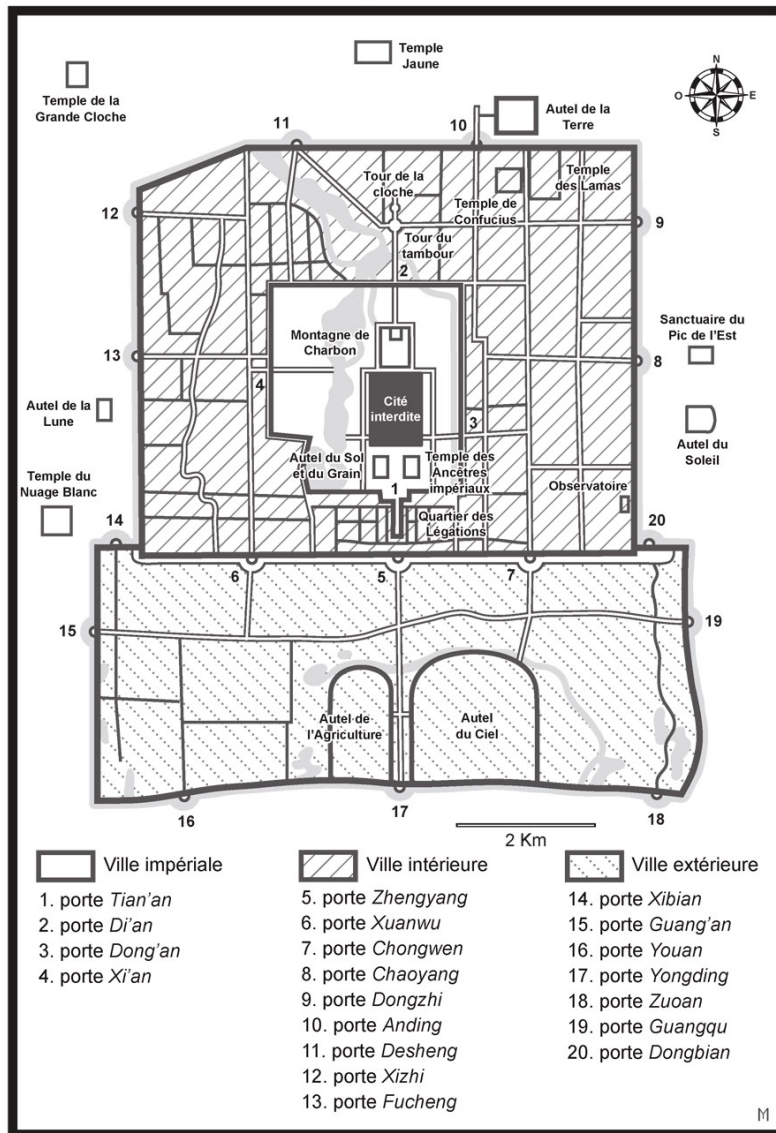 Temple
Jaune
Temple de la
Grande Cloche
N
O
E
S
11
10
Autel de la
Terre
Tour de la
cloche
Temple
des Lamas
Temple de
Confucius
12
9
Tour du
tambour
2
Sanctuaire du
Pic de l'Est
Montagne de
Charbon
13
8
4
Cité
interdite
Autel de la
Lune
3
Autel du
Soleil
Autel du Sol
et du Grain
Temple des
Ancêtres
impériaux
Temple du
Nuage Blanc
1
Observatoire
Quartier des
Légations
14
20
6
5
7
15
19
Autel de
l'Agriculture
Autel
du Ciel
16
17
18
2 Km
Ville impériale
1. porte Tian'an
2. porte Di'an
3. porte Dong'an
4. porte Xi'an
Ville intérieure
5. porte Zhengyang
6. porte Xuanwu
7. porte Chongwen
8. porte Chaoyang
9. porte Dongzhi
10. porte Anding
11. porte Desheng
12. porte Xizhi
13. porte Fucheng
Ville extérieure
14. porte Xibian
15. porte Guang'an
16. porte Youan
17. porte Yongding
18. porte Zuoan
19. porte Guangqu
20. porte Dongbian
M